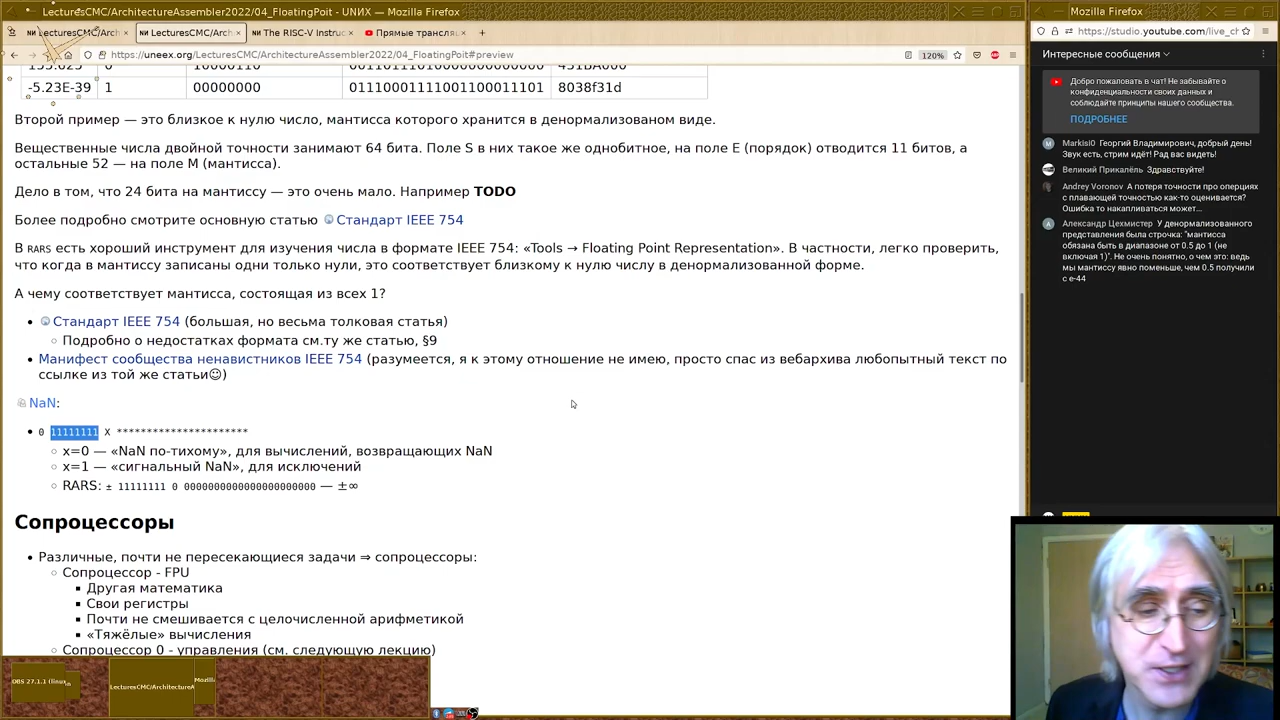 LecturesCMC/ArchitectureAssembler2022/04_FloatingPoit - UNИX — Mozilla Firefox
LecturesCMC/Arch
LecturesCMC/Arch
The RISC-V Instruc
Прямые трансляц
https://uneex.org/LecturesCMC/ArchitectureAssembler2022/04_FloatingPoit#preview
120%
-5.23E-39 1 00000000 01110001111001100011101 8038f31d
Второй пример — это близкое к нулю число, мантисса которого хранится в денормализованом виде.
Вещественные числа двойной точности занимают 64 бита. Поле S в них такое же однобитное, на поле E (порядок) отводится 11 битов, а
остальные 52 — на поле M (мантисса).
Дело в том, что 24 бита на мантиссу — это очень мало. Например TODO
Более подробно смотрите основную статью Стандарт IEEE 754
В RARS есть хороший инструмент для изучения числа в формате IEEE 754: «Tools → Floating Point Representation». В частности, легко проверить,
что когда в мантиссу записаны одни только нули, это соответствует близкому к нулю числу в денормализованной форме.
А чему соответствует мантисса, состоящая из всех 1?
Стандарт IEEE 754 (большая, но весьма толковая статья)
Подробно о недостатках формата см.ту же статью, §9
Манифест сообщества ненавистников IEEE 754 (разумеется, я к этому отношение не имею, просто спас из вебархива любопытный текст по
ссылке из той же статьи☺)
NaN:
0 11111111 X **********************
x=0 — «NaN по-тихому», для вычислений, возвращающих NaN
x=1 — «сигнальный NaN», для исключений
RARS: ± 11111111 0 0000000000000000000000 — ±∞
Сопроцессоры
Различные, почти не пересекающиеся задачи ⇒ сопроцессоры:
Сопроцессор - FPU
Другая математика
Свои регистры
Почти не смешивается с целочисленной арифметикой
«Тяжёлые» вычисления
Сопроцессор 0 - управления (см. следующую лекцию)
OBS 27.1.1 (linux
LecturesCMC/ArchitectureA
Mozil
Mozilla Firefox
https://studio.youtube.com/live_ch
Интересные сообщения
Добро пожаловать в чат! Не забывайте о
конфиденциальности своих данных и
соблюдайте принципы нашего сообщества.
ПОДРОБНЕЕ
M
Markisl0 Георгий Владимирович, добрый день!
Звук есть, стрим идёт! Рад вас видеть!
Великий Прикалёль Здравствуйте!
Andrey Voronov А потеря точности про оперциях
с плавающей точностью как-то оценивается?
Ошибка то накапливаться может...
А
Александр Цехмистер У денормализованного
представления была строчка: "мантисса
обязана быть в диапазоне от 0.5 до 1 (не
включая 1)". Не очень понятно, о чем это: ведь
мы мантиссу явно поменьше, чем 0.5 получили
с е-44